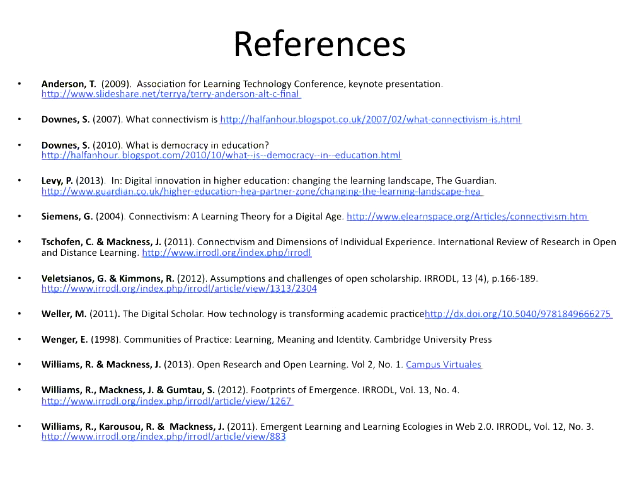 References
• Anderson, T. (2009). Association for Learning Technology Conference, keynote presentation.
http://www.slideshare.net/terrya/terry-anderson-alt-c-final
• Downes, S. (2007). What connectivism is http://halfanhour.blogspot.co.uk/2007/02/what-connectivism-is.html
• Downes, S. (2010). What is democracy in education?
http://halfanhour. blogspot.com/2010/10/what--is--democracy--in--education.html
• Levy, P. (2013). In: Digital innovation in higher education: changing the learning landscape, The Guardian.
http://www.guardian.co.uk/higher-education-hea-partner-zone/changing-the-learning-landscape-hea
• Siemens, G. (2004). Connectivism: A Learning Theory for a Digital Age. http://www.elearnspace.org/Articles/connectivism.htm
• Tschofen, C. & Mackness, J. (2011). Connectivism and Dimensions of Individual Experience. International Review of Research in Open
and Distance Learning. http://www.irrodl.org/index.php/irrodl
• Veletsianos, G. & Kimmons, R. (2012). Assumptions and challenges of open scholarship. IRRODL, 13 (4), p.166-189.
http://www.irrodl.org/index.php/irrodl/article/view/1313/2304
• Weller, M. (2011). The Digital Scholar. How technology is transforming academic practicehttp://dx.doi.org/10.5040/9781849666275
• Wenger, E. (1998). Communities of Practice: Learning, Meaning and Identity. Cambridge University Press
• Williams, R. & Mackness, J. (2013). Open Research and Open Learning. Vol 2, No. 1. Campus Virtuales
• Williams, R., Mackness, J. & Gumtau, S. (2012). Footprints of Emergence. IRRODL, Vol. 13, No. 4.
http://www.irrodl.org/index.php/irrodl/article/view/1267
• Williams, R., Karousou, R. & Mackness, J. (2011). Emergent Learning and Learning Ecologies in Web 2.0. IRRODL, Vol. 12, No. 3.
http://www.irrodl.org/index.php/irrodl/article/view/883